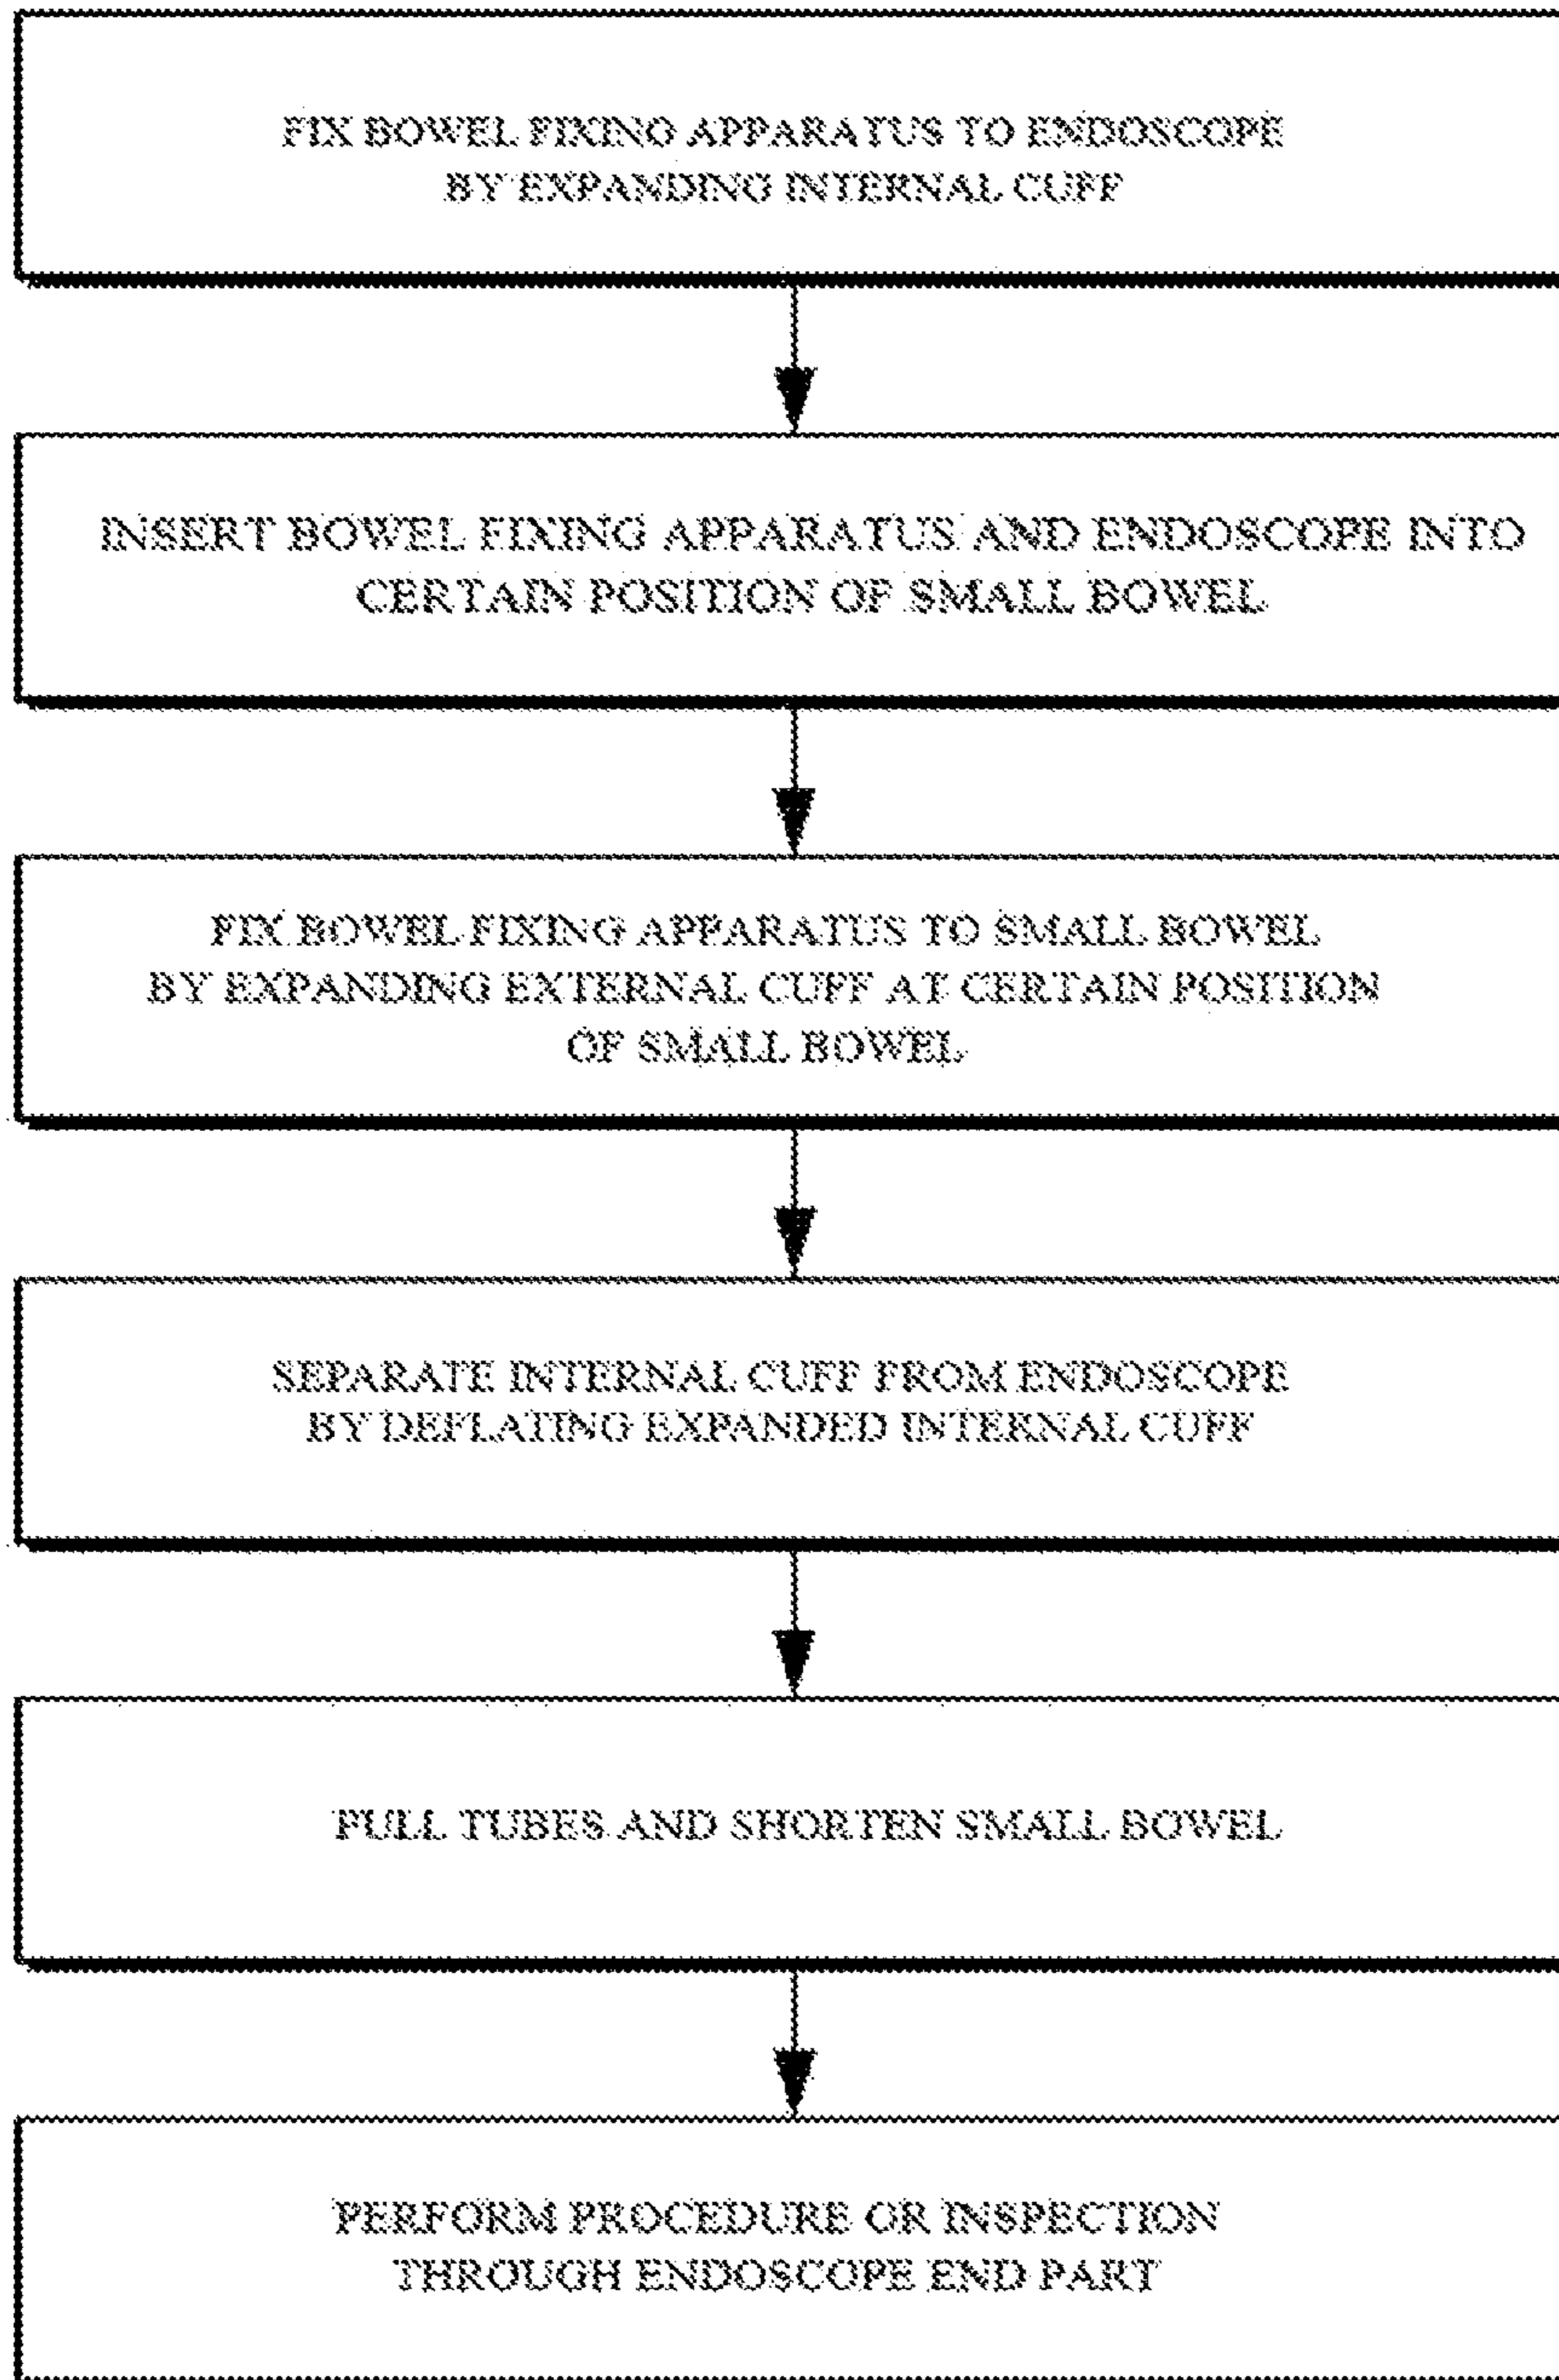 FIX BOWEL FIXING APPARATUS TO ENDOSCOPE
BY EXPANDING INTERNAL CUFF
INSERT BOWEL FIXING APPARATUS AND ENDOSCOPE INTO
CERTAIN POSITION OF SMALL BOWEL
FIX BOWEL FIXING APPARATUS TO SMALL BOWEL
BY EXPANDING EXTERNAL CUFF AT CERTAIN POSITION
OF SMALL BOWEL
SEPARATE INTERNAL CUFF FROM ENDOSCOPE
BY DEFLATING EXPANDED INTERNAL CUFF
PULL TUBES AND SHORTEN SMALL BOWEL
PERFORM PROCEDURE OR INSPECTION
THROUGH ENDOSCOPE END PART